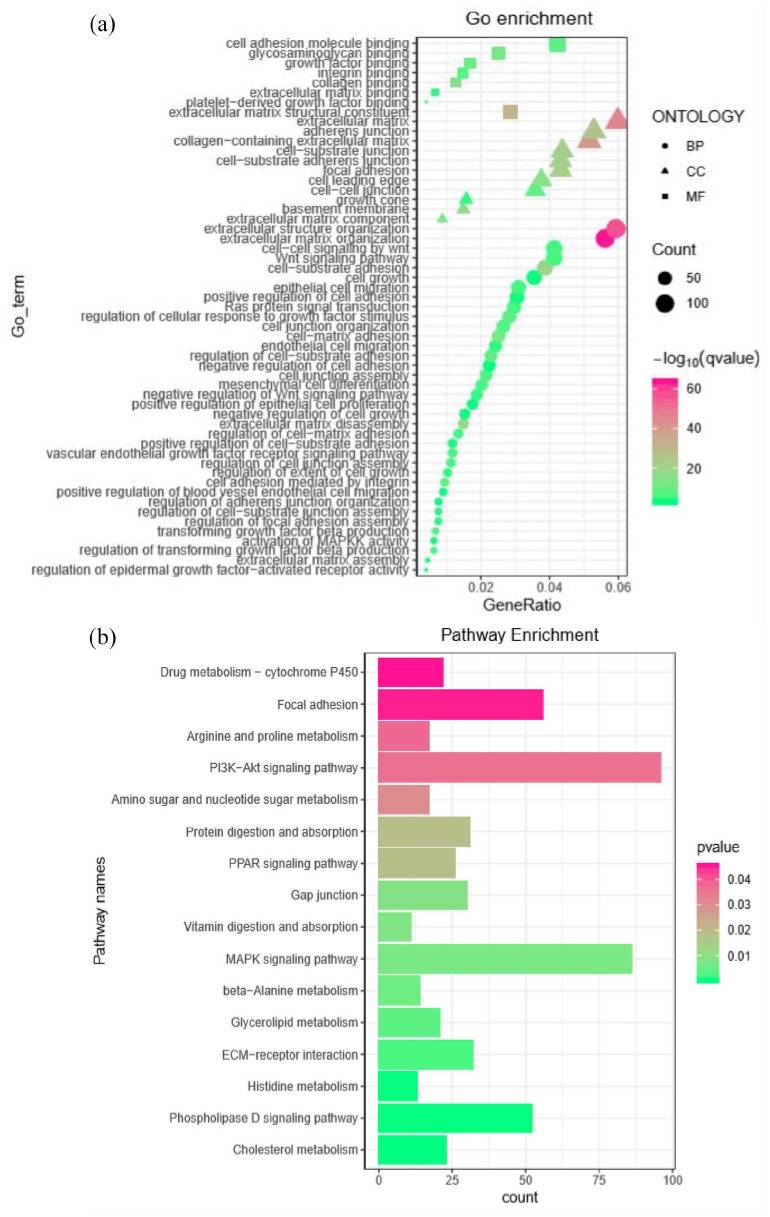 (a)
Go enrichment
cell adhesion molecule binding
glycosaminoglycan binding
growth factor binding
integrin binding
collagen binding
extracellular matrix binding
platelet-derived growth factor binding
extracellular matrix structural constituent
extracellular matrix
adherens junction
collagen-containing extracellular matrix
cell-substrate junction
cell-substrate adherens junction
focal adhesion
cell leading edge
cell-cell junction
growth cone
basement membrane
extracellular matrix component
extracellular structure organization
extracellular matrix organization
cell-cell signaling by wnt
Wnt signaling pathway
cell-substrate adhesion
cell growth
epithelial cell migration
positive regulation of cell adhesion
Ras protein signal transduction
regulation of cellular response to growth factor stimulus
cell junction organization
cell-matrix adhesion
endothelial cell migration
regulation of cell-substrate adhesion
negative regulation of cell adhesion
cell junction assembly
mesenchymal cell differentiation
negative regulation of Wnt signaling pathway
positive regulation of epithelial cell proliferation
negative regulation of cell growth
extracellular matrix disassembly
regulation of cell-matrix adhesion
positive regulation of cell-substrate adhesion
vascular endothelial growth factor receptor signaling pathway
regulation of cell junction assembly
regulation of extent of cell growth
cell adhesion mediated by integrin
positive regulation of blood vessel endothelial cell migration
regulation of adherens junction organization
regulation of cell-substrate junction assembly
regulation of focal adhesion assembly
transforming growth factor beta production
activation of MAPKK activity
regulation of transforming growth factor beta production
extracellular matrix assembly
regulation of epidermal growth factor-activated receptor activity
Go_term
0.02 0.04 0.06
GeneRatio
ONTOLOGY
BP
CC
MF
Count
50
100
−log10(qvalue)
60
40
20
(b)
Pathway Enrichment
Drug metabolism − cytochrome P450
Focal adhesion
Arginine and proline metabolism
PI3K−Akt signaling pathway
Amino sugar and nucleotide sugar metabolism
Protein digestion and absorption
PPAR signaling pathway
Gap junction
Vitamin digestion and absorption
MAPK signaling pathway
beta−Alanine metabolism
Glycerolipid metabolism
ECM−receptor interaction
Histidine metabolism
Phospholipase D signaling pathway
Cholesterol metabolism
Pathway names
0 25 50 75 100
count
pvalue
0.04
0.03
0.02
0.01